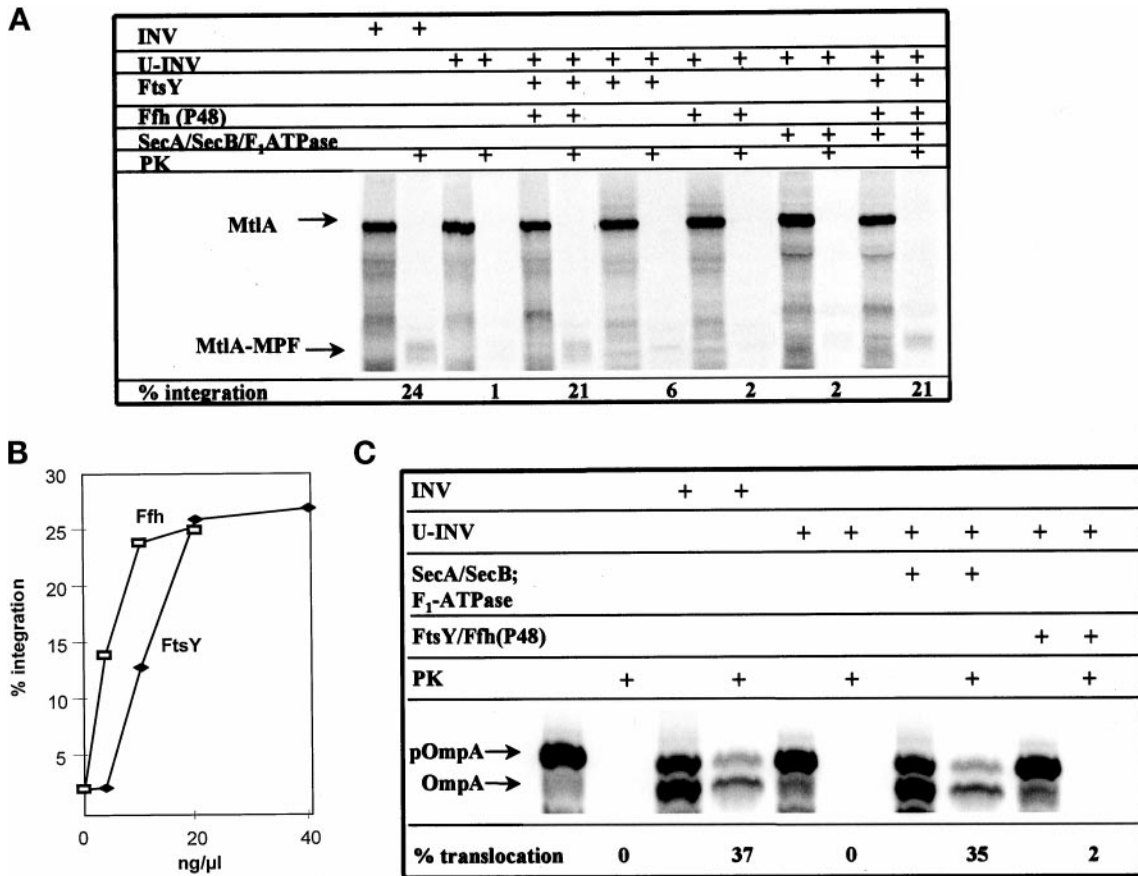 A
INV + +
U-INV + + + + + + + + + + + +
FtsY + + + + + +
Ffh (P48) + + + + + +
SecA/SecB/F₁ATPase + + + +
PK + + + + + + +
MtlA
MtlA-MPF
% integration 24 1 21 6 2 2 21
B
30
25
20
15
10
5
% integration
Ffh
FtsY
0 20 40
ng/µl
C
INV + +
U-INV + + + + + +
SecA/SecB;
F₁-ATPase + +
FtsY/Ffh(P48) + +
PK + + + + +
pOmpA
OmpA
% translocation 0 37 0 35 2